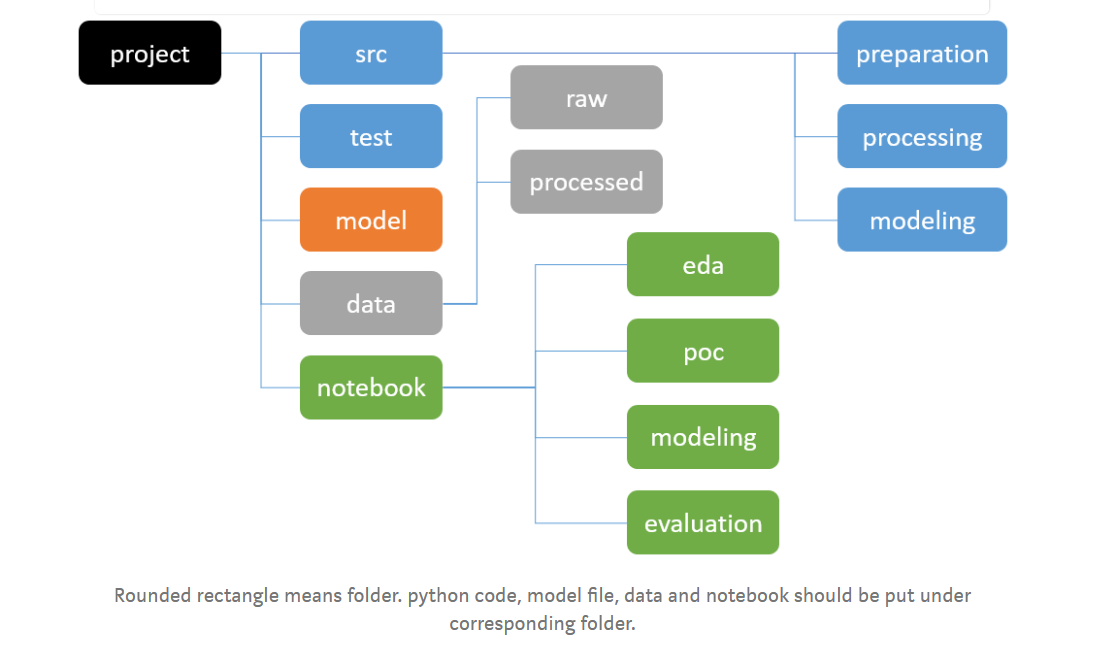 project
src
preparation
raw
test
processing
processed
model
modeling
eda
data
poc
notebook
modeling
evaluation
Rounded rectangle means folder. python code, model file, data and notebook should be put under
corresponding folder.